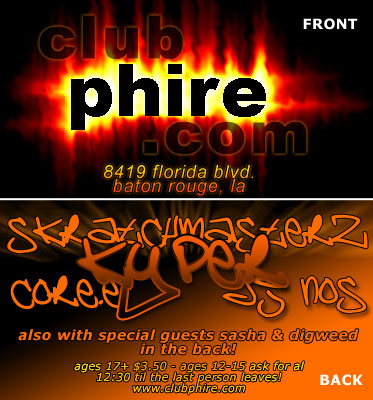 FRONT
club
phire
.com
8419 florida blvd.
baton rouge, la
skratchmasterz
kyper
core.e dj nos
also with special guests sasha & digweed
in the back!
ages 17+ $3.50 - ages 12-15 ask for al
12:30 til the last person leaves!
www.clubphire.com
BACK